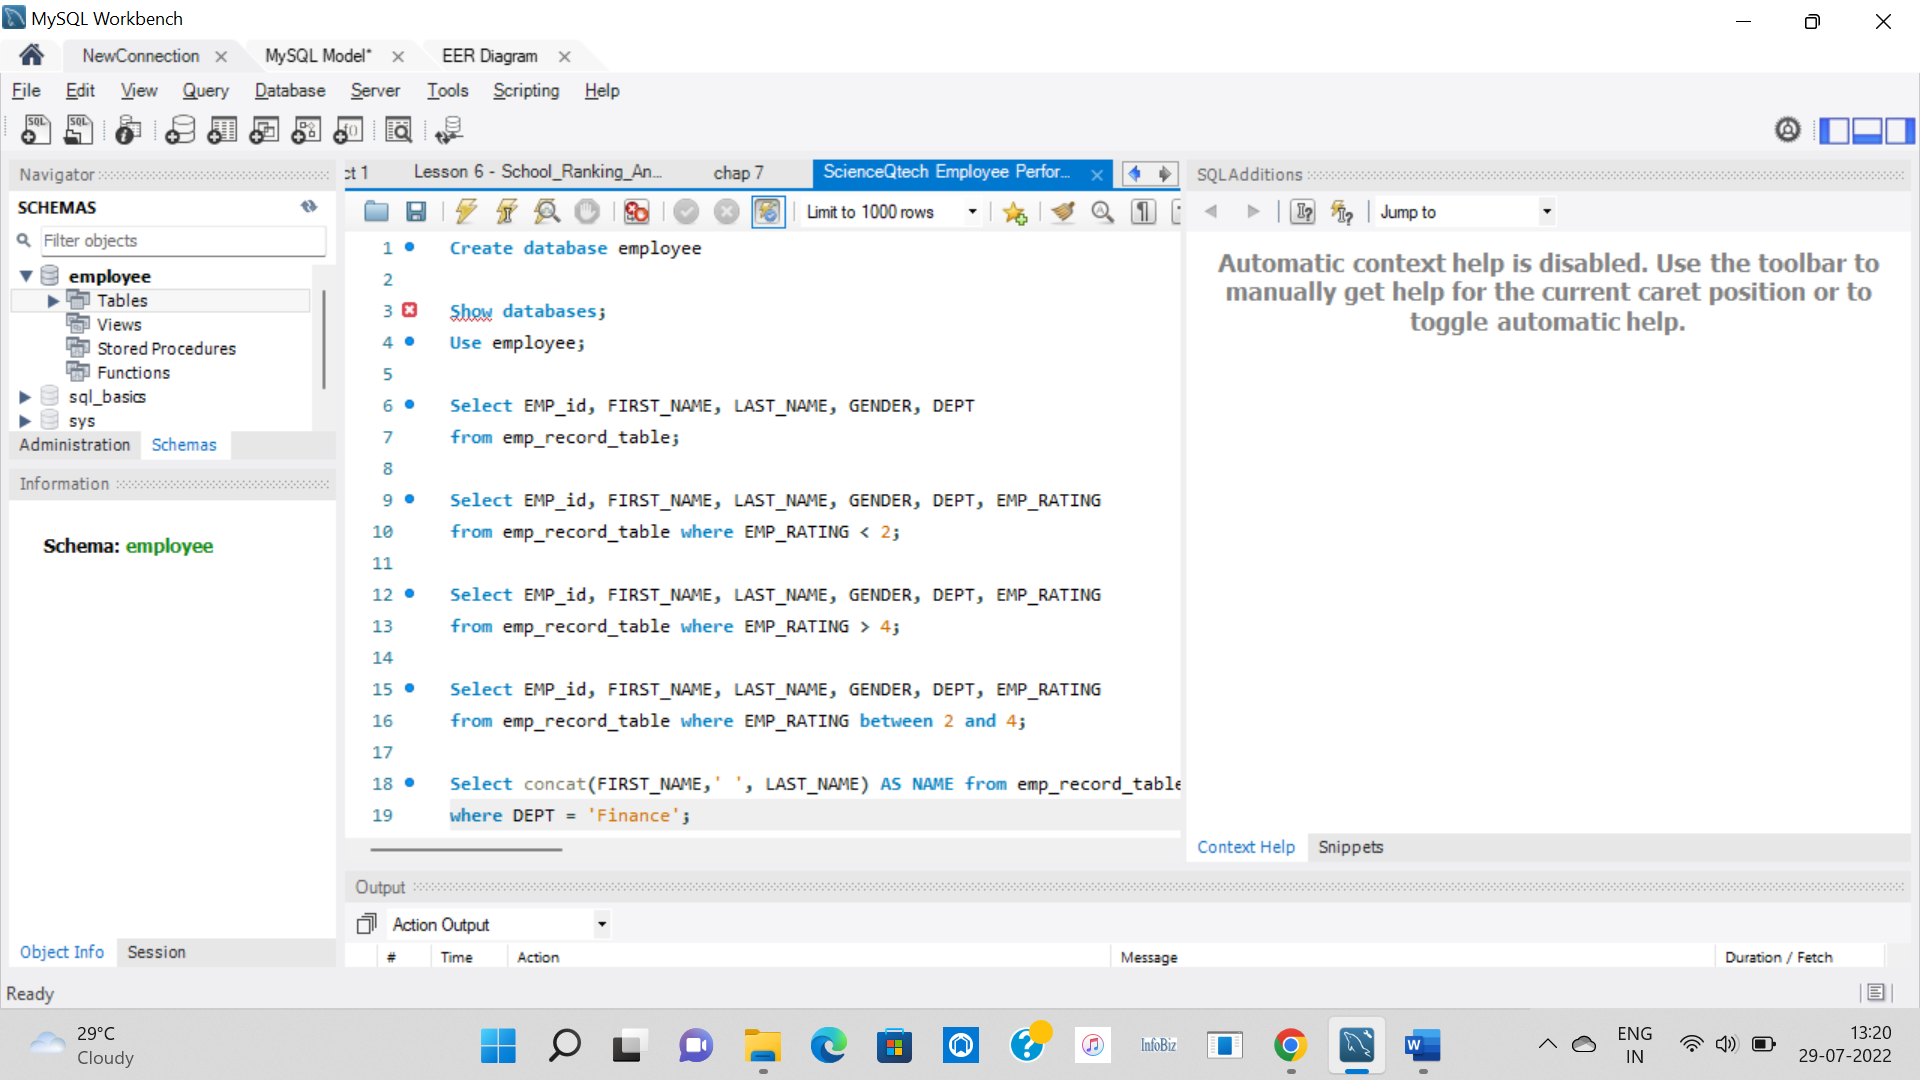 MySQL Workbench
NewConnection
MySQL Model*
EER Diagram
File Edit View Query Database Server Tools Scripting Help
Navigator
SCHEMAS
Filter objects
employee
Tables
Views
Stored Procedures
Functions
sql_basics
sys
Administration Schemas
Information
Schema: employee
Object Info Session
ct 1
Lesson 6 - School_Ranking_An...
chap 7
ScienceQtech Employee Perfor...
Limit to 1000 rows
1 Create database employee
2
3 Show databases;
4 Use employee;
5
6 Select EMP_id, FIRST_NAME, LAST_NAME, GENDER, DEPT
7 from emp_record_table;
8
9 Select EMP_id, FIRST_NAME, LAST_NAME, GENDER, DEPT, EMP_RATING
10 from emp_record_table where EMP_RATING < 2;
11
12 Select EMP_id, FIRST_NAME, LAST_NAME, GENDER, DEPT, EMP_RATING
13 from emp_record_table where EMP_RATING > 4;
14
15 Select EMP_id, FIRST_NAME, LAST_NAME, GENDER, DEPT, EMP_RATING
16 from emp_record_table where EMP_RATING between 2 and 4;
17
18 Select concat(FIRST_NAME,' ', LAST_NAME) AS NAME from emp_record_table
19 where DEPT = 'Finance';
SQLAdditions
Jump to
Automatic context help is disabled. Use the toolbar to
manually get help for the current caret position or to
toggle automatic help.
Context Help Snippets
Output
Action Output
# Time Action Message Duration / Fetch
Ready
29°C
Cloudy
InfoBiz
ENG
IN
13:20
29-07-2022